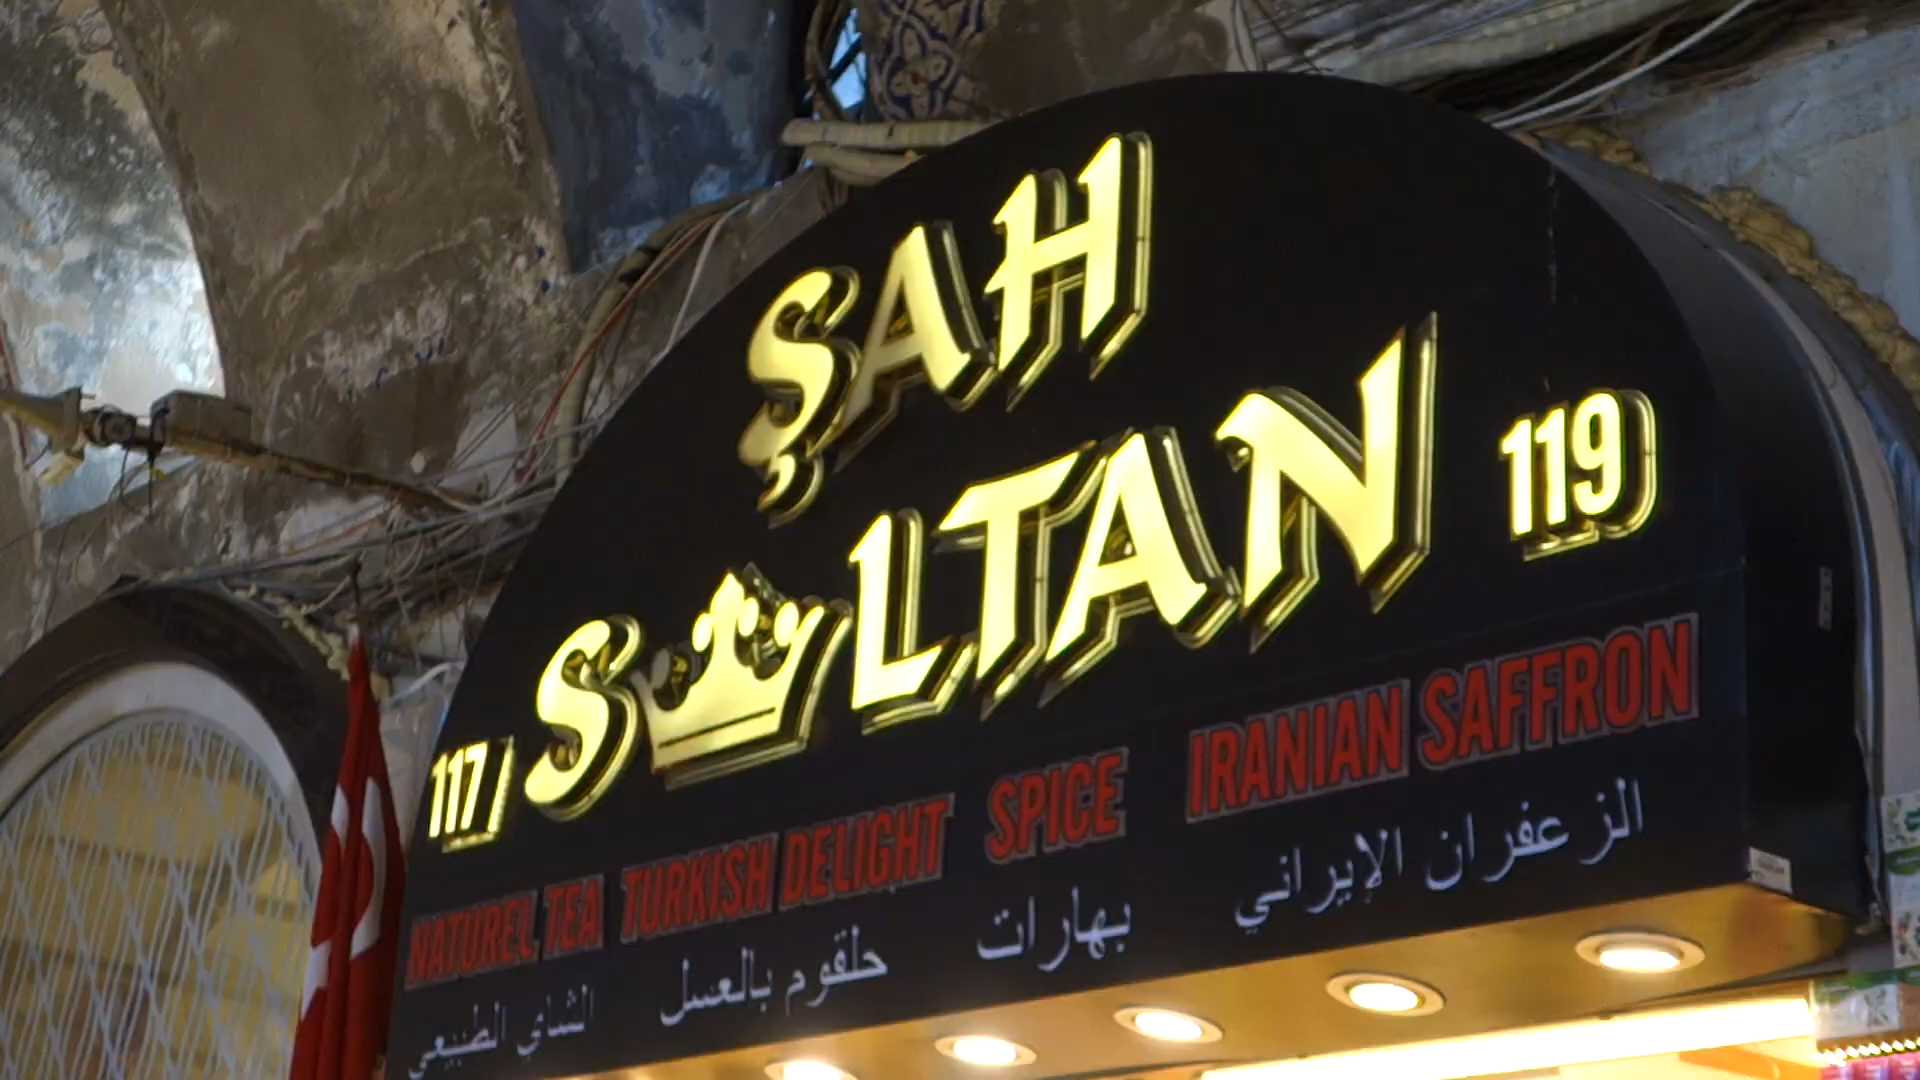 ŞAH
117 SULTAN 119
NATUREL TEA TURKISH DELIGHT SPICE IRANIAN SAFFRON
الشاي الطبيعي حلقوم بالعسل بهارات الزعفران الإيراني